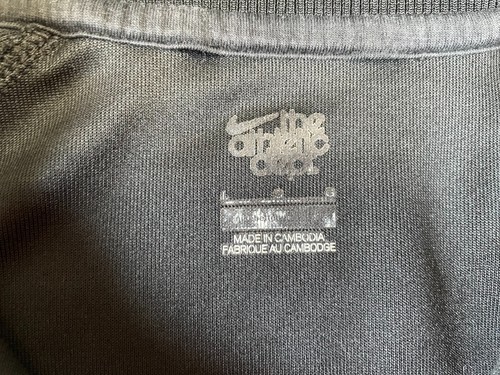 the
athletic
dept.
MADE IN CAMBODIA
FABRIQUE AU CAMBODGE